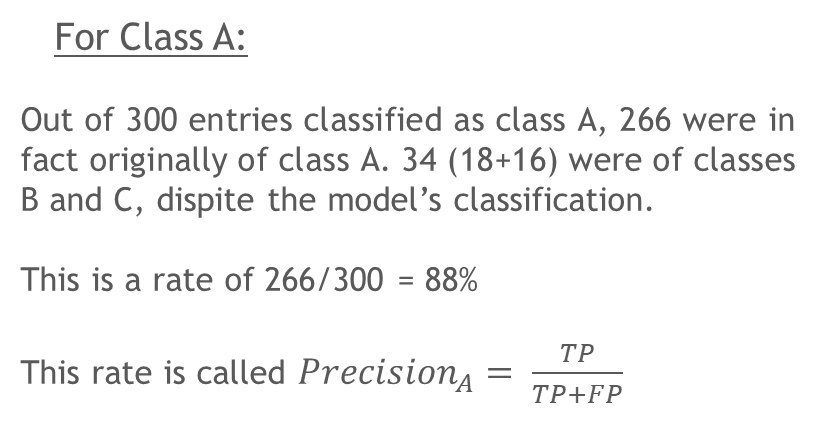 For Class A:
Out of 300 entries classified as class A, 266 were in
fact originally of class A. 34 (18+16) were of classes
B and C, dispite the model’s classification.
This is a rate of 266/300 = 88%
This rate is called Precision_A = TP / TP+FP